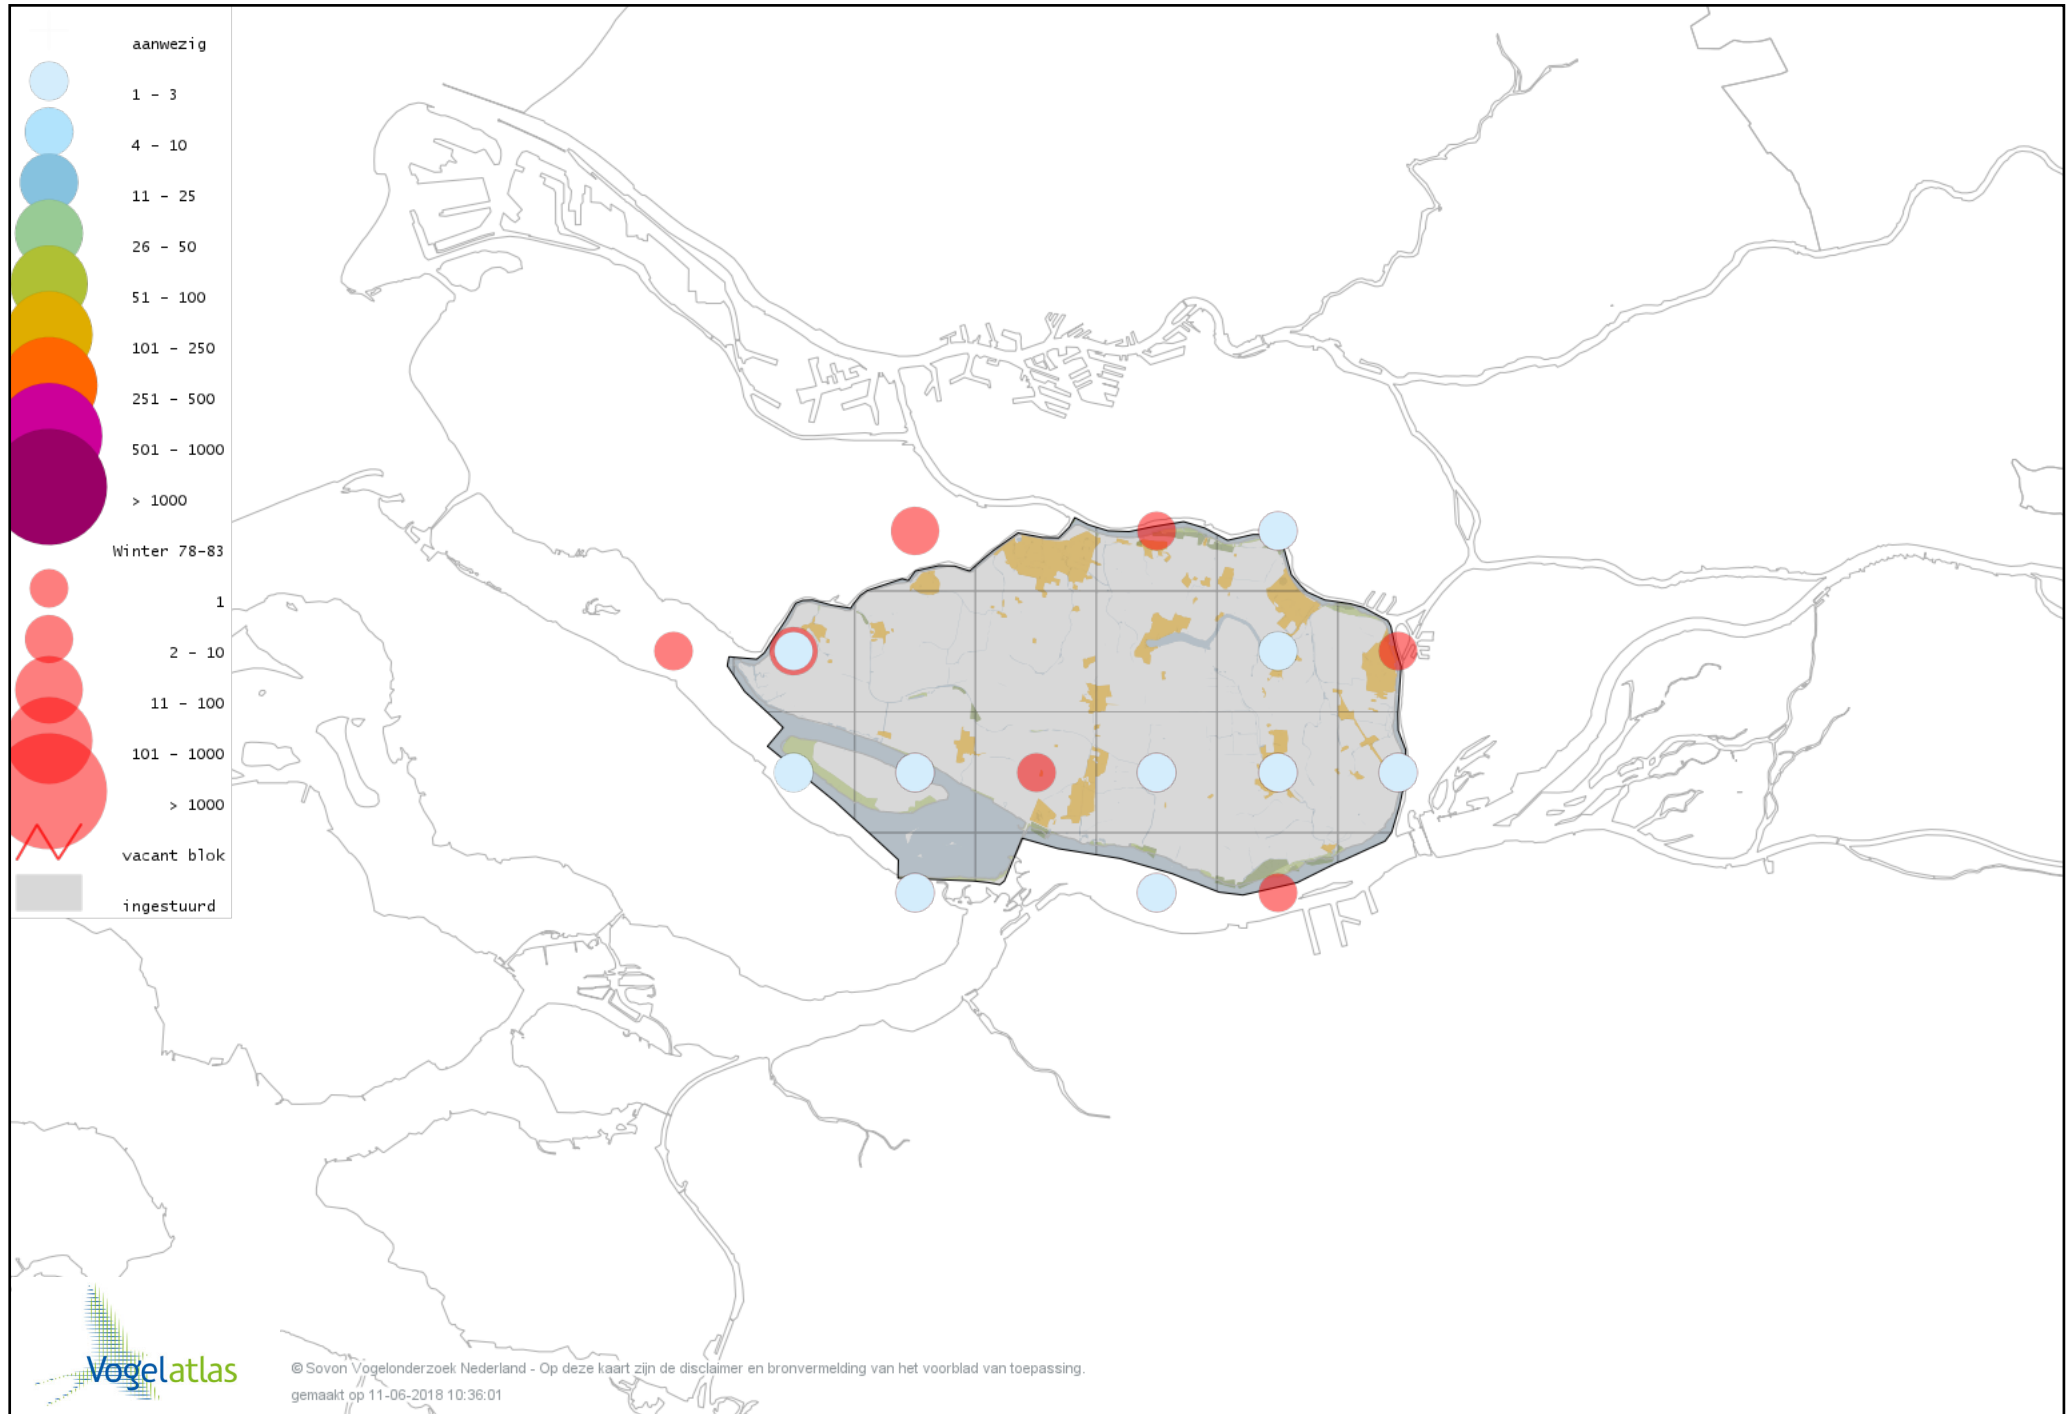 aanwezig
1 - 3
4 - 10
11 - 25
26 - 50
51 - 100
101 - 250
251 - 500
501 - 1000
> 1000
Winter 78-83
1
2 - 10
11 - 100
101 - 1000
> 1000
vacant blok
ingestuurd
Vogelatlas
© Sovon Vogelonderzoek Nederland - Op deze kaart zijn de disclaimer en bronvermelding van het voorblad van toepassing.
gemaakt op 11-06-2018 10:36:01